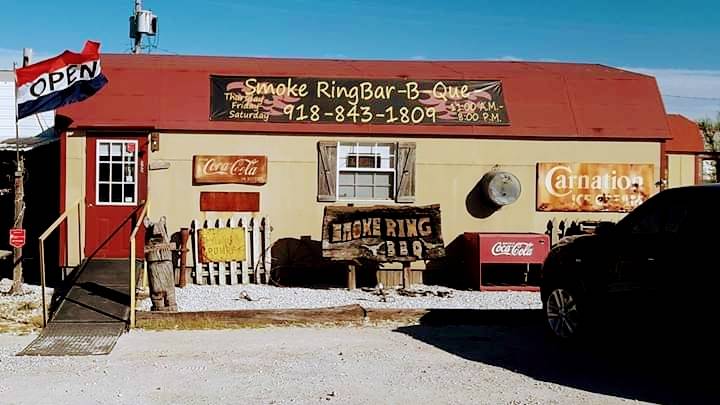 OPEN
Smoke RingBar-B-Que
Thursday
Friday
Saturday
918-843-1809
11:00 A.M.-
8:00 P.M.
Coca-Cola
Carnation
ICE CREAM
SMOKE RING
BBQ
Coca-Cola